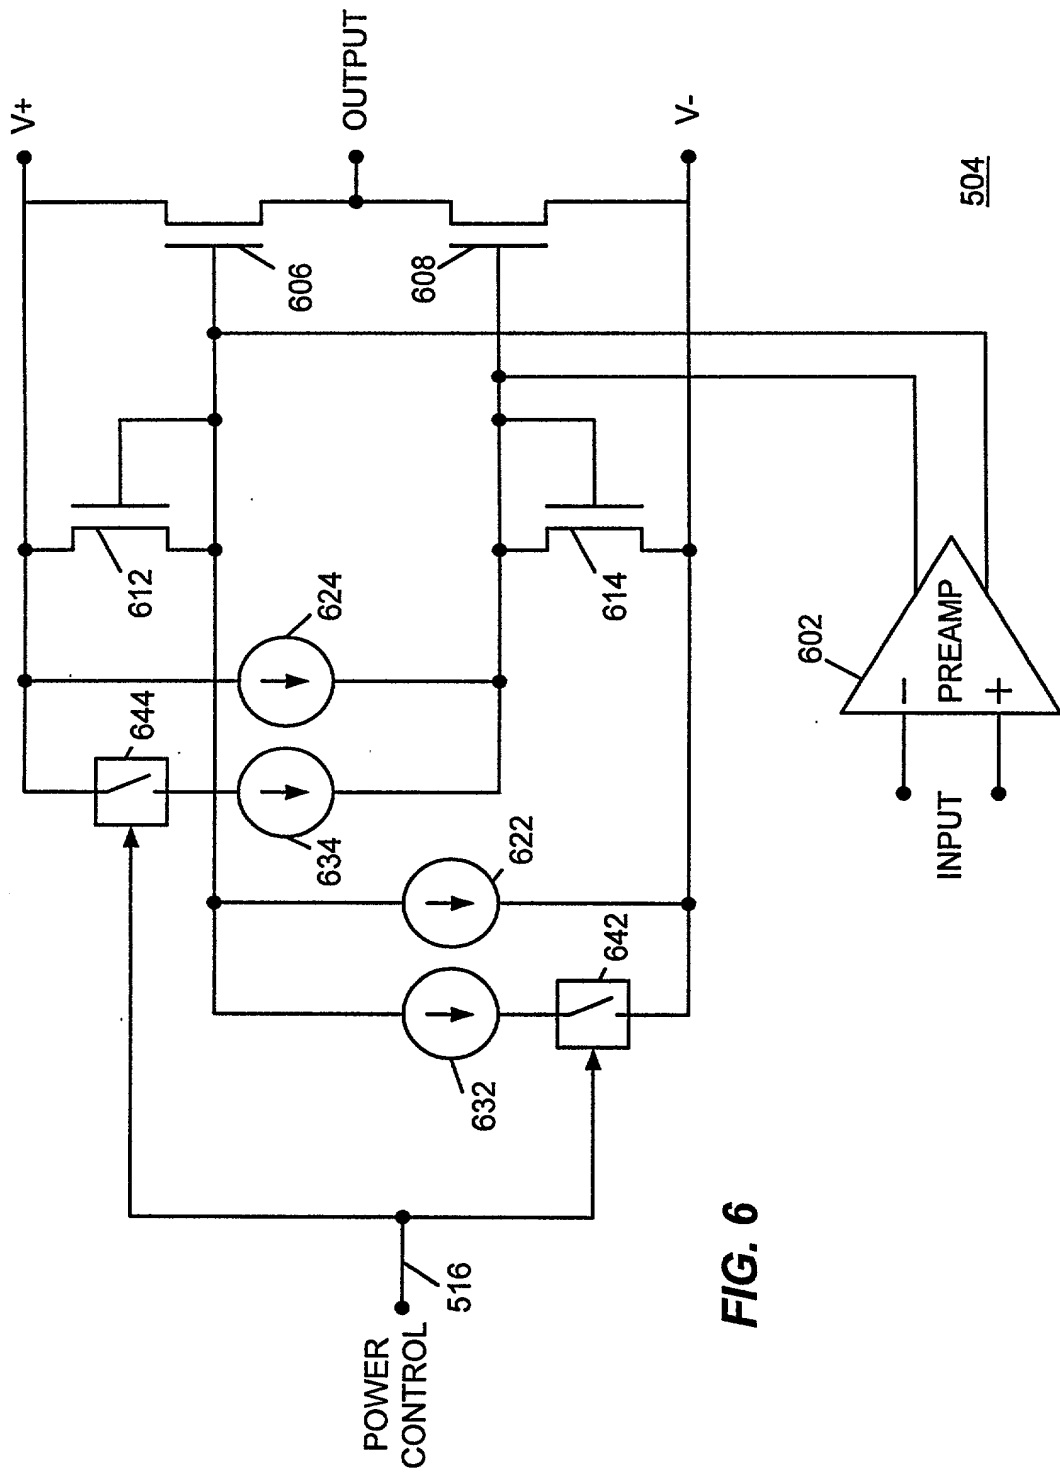 V+
OUTPUT
V-
504
606
608
612
614
624
644
634
622
642
632
602
PREAMP
-
+
INPUT
516
POWER
CONTROL
FIG. 6